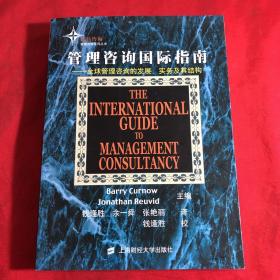 管理咨询国际指南
——全球管理咨询的发展、实务及其结构
THE
INTERNATIONAL
GUIDE
TO
MANAGEMENT
CONSULTANCY
Barry Curnow
Jonathan Reuvid
主编
钱逢胜 余一舜 张艳丽 译
钱逢胜 校
上海财经大学出版社